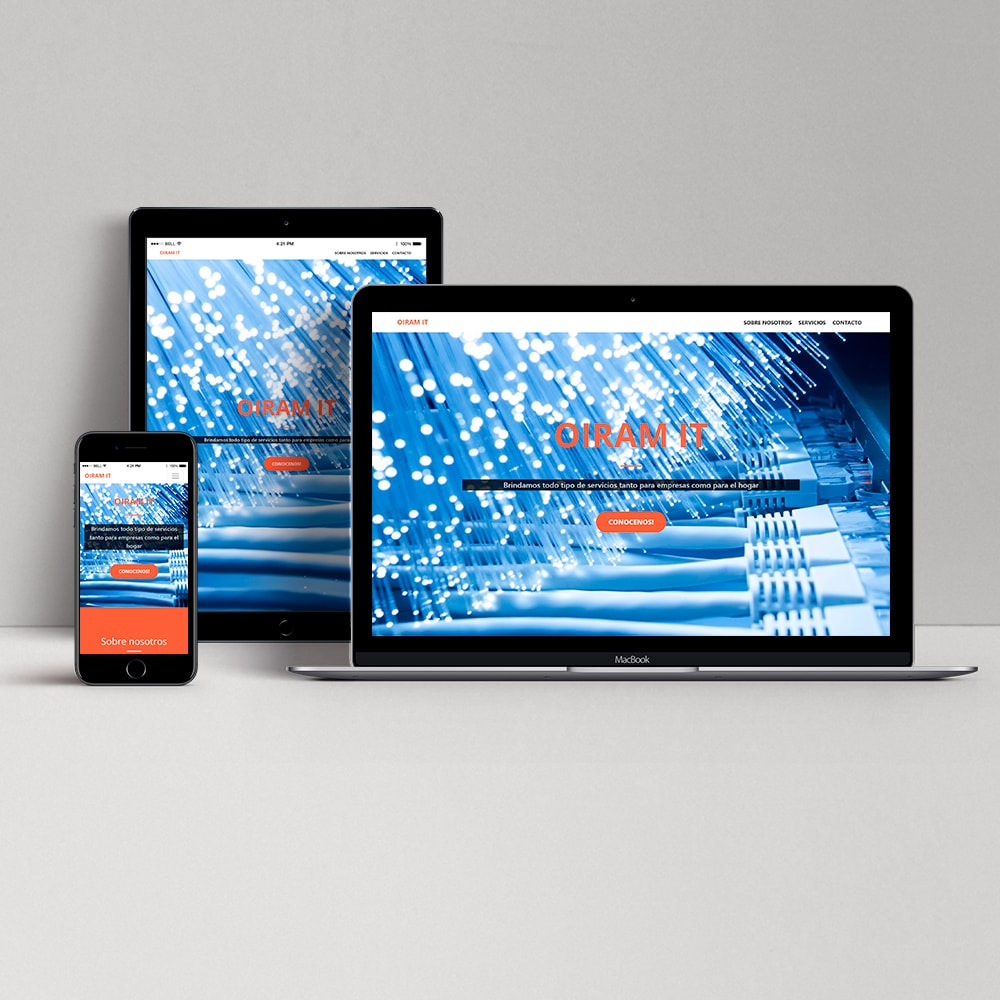 ●●●○○ BELL 4:21 PM 100%
OIRAM IT SOBRE NOSOTROS SERVICIOS CONTACTO
OIRAM IT
Brindamos todo tipo de servicios tanto para empresas como para
CONOCENOS!
OIRAM IT SOBRE NOSOTROS SERVICIOS CONTACTO
OIRAM IT
Brindamos todo tipo de servicios tanto para empresas como para el hogar
CONOCENOS!
MacBook
BELL 4:21 PM 100%
OIRAM IT
OIRAM IT
Brindamos todo tipo de servicios
tanto para empresas como para el
hogar
CONOCENOS!
Sobre nosotros